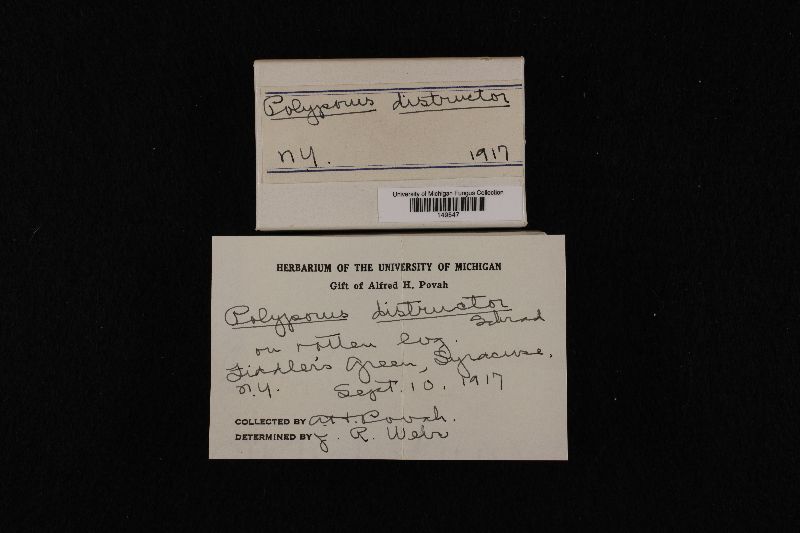 Polyporus distructor
N.Y. 1917
University of Michigan Fungus Collection
149847
HERBARIUM OF THE UNIVERSITY OF MICHIGAN
Gift of Alfred H. Povah
Polyporus distructor
Schrad
on rotten log.
Fiddler's Green, Syracuse,
N.Y. Sept. 10, 1917
COLLECTED BY A.H. Povah.
DETERMINED BY J. R. Weir